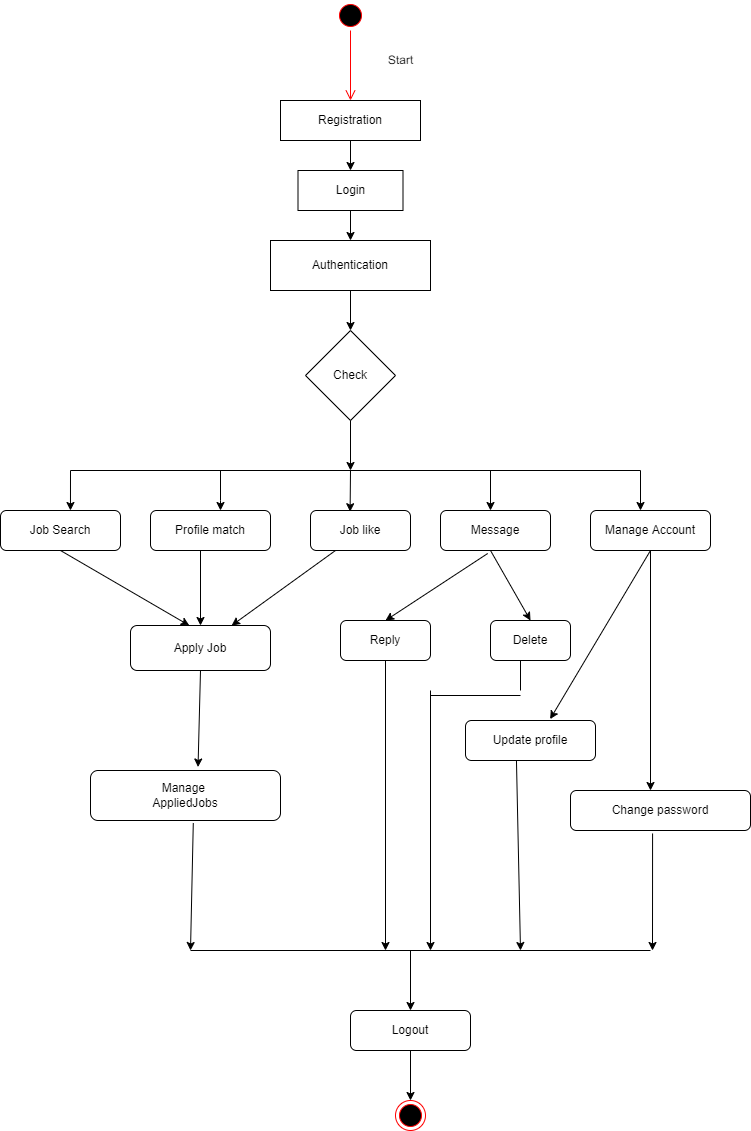 Start
Registration
Login
Authentication
Check
Job Search
Profile match
Job like
Message
Manage Account
Apply Job
Reply
Delete
Update profile
Manage
AppliedJobs
Change password
Logout